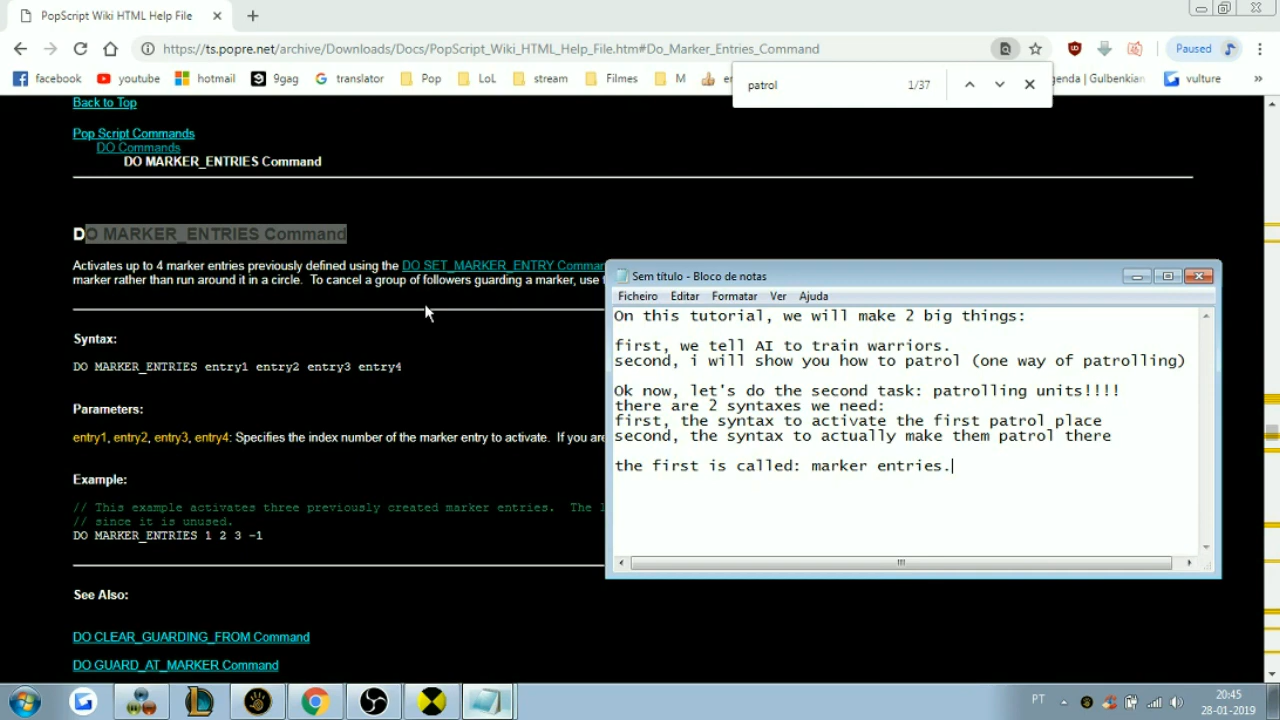 PopScript Wiki HTML Help File
https://ts.popre.net/archive/Downloads/Docs/PopScript_Wiki_HTML_Help_File.htm#Do_Marker_Entries_Command
Paused
facebook
youtube
hotmail
9gag
translator
Pop
LoL
stream
Filmes
M
er
genda | Gulbenkian
vulture
»
patrol
1/37
Back to Top
Pop Script Commands
DO Commands
DO MARKER_ENTRIES Command
DO MARKER_ENTRIES Command
Activates up to 4 marker entries previously defined using the DO SET_MARKER_ENTRY Comman
marker rather than run around it in a circle.  To cancel a group of followers guarding a marker, use t
Syntax:
DO MARKER_ENTRIES entry1 entry2 entry3 entry4
Parameters:
entry1, entry2, entry3, entry4: Specifies the index number of the marker entry to activate.  If you are
Example:
// This example activates three previously created marker entries.  The l
// since it is unused.
DO MARKER_ENTRIES 1 2 3 -1
See Also:
DO CLEAR_GUARDING_FROM Command
DO GUARD_AT_MARKER Command
Sem título - Bloco de notas
Ficheiro Editar Formatar Ver Ajuda
On this tutorial, we will make 2 big things:
first, we tell AI to train warriors.
second, i will show you how to patrol (one way of patrolling)
Ok now, let's do the second task: patrolling units!!!!
there are 2 syntaxes we need:
first, the syntax to activate the first patrol place
second, the syntax to actually make them patrol there
the first is called: marker entries.
PT
20:45
28-01-2019